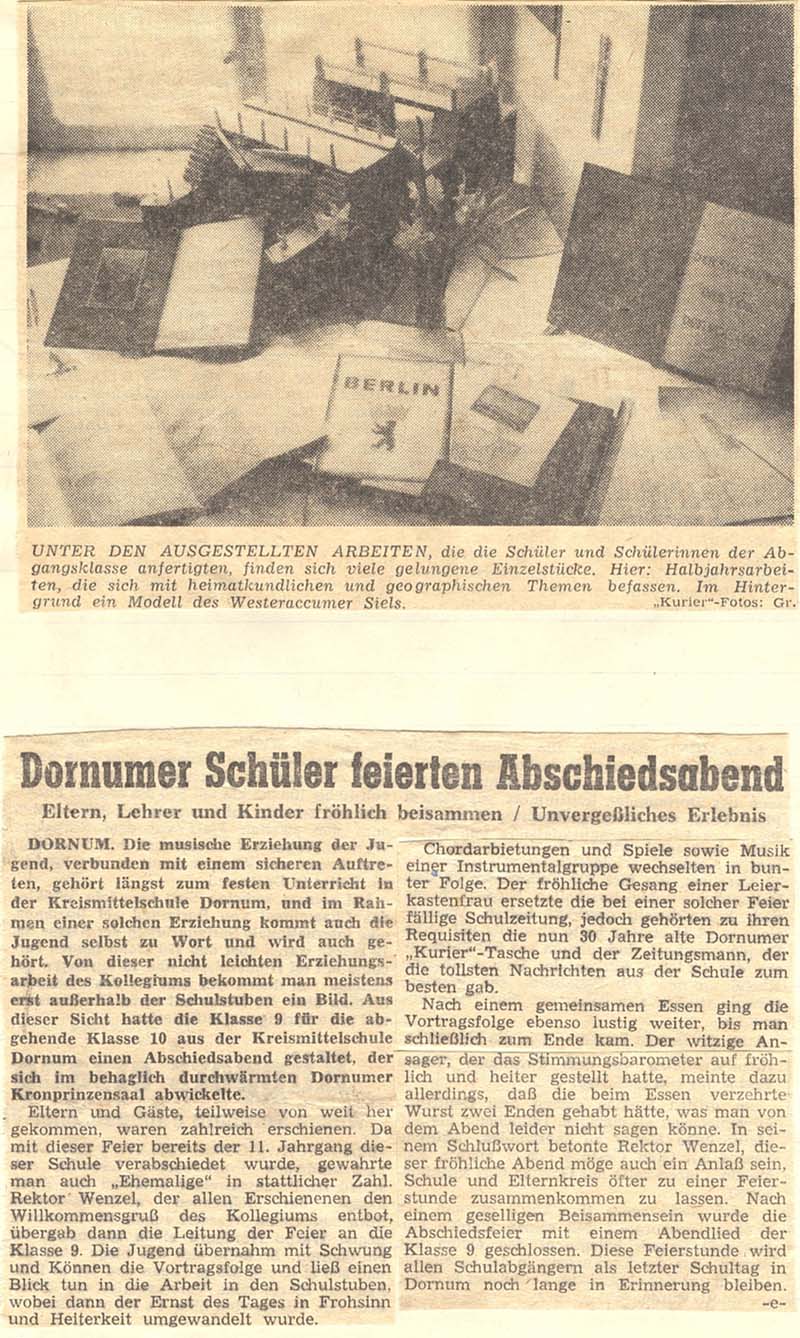 BERLIN
UNTER DEN AUSGESTELLTEN ARBEITEN, die die Schüler und Schülerinnen der Ab-
gangsklasse anfertigten, finden sich viele gelungene Einzelstücke. Hier: Halbjahrsarbei-
ten, die sich mit heimatkundlichen und geographischen Themen befassen. Im Hinter-
grund ein Modell des Westeraccumer Siels. „Kurier“-Fotos: Gr.
Dornumer Schüler feierten Abschiedsabend
Eltern, Lehrer und Kinder fröhlich beisammen / Unvergeßliches Erlebnis
DORNUM. Die musische Erziehung der Ju-
gend, verbunden mit einem sicheren Auftre-
ten, gehört längst zum festen Unterricht in
der Kreismittelschule Dornum, und im Rah-
men einer solchen Erziehung kommt auch die
Jugend selbst zu Wort und wird auch ge-
hört. Von dieser nicht leichten Erziehungs-
arbeit des Kollegiums bekommt man meistens
erst außerhalb der Schulstuben ein Bild. Aus
dieser Sicht hatte die Klasse 9 für die ab-
gehende Klasse 10 aus der Kreismittelschule
Dornum einen Abschiedsabend gestaltet, der
sich im behaglich durchwärmten Dornumer
Kronprinzensaal abwickelte.
Eltern und Gäste, teilweise von weit her
gekommen, waren zahlreich erschienen. Da
mit dieser Feier bereits der 11. Jahrgang die-
ser Schule verabschiedet wurde, gewahrte
man auch „Ehemalige“ in stattlicher Zahl.
Rektor Wenzel, der allen Erschienenen den
Willkommensgruß des Kollegiums entbot,
übergab dann die Leitung der Feier an die
Klasse 9. Die Jugend übernahm mit Schwung
und Können die Vortragsfolge und ließ einen
Blick tun in die Arbeit in den Schulstuben,
wobei dann der Ernst des Tages in Frohsinn
und Heiterkeit umgewandelt wurde.
Chordarbietungen und Spiele sowie Musik
einer Instrumentalgruppe wechselten in bun-
ter Folge. Der fröhliche Gesang einer Leier-
kastenfrau ersetzte die bei einer solcher Feier
fällige Schulzeitung, jedoch gehörten zu ihren
Requisiten die nun 30 Jahre alte Dornumer
„Kurier“-Tasche und der Zeitungsmann, der
die tollsten Nachrichten aus der Schule zum
besten gab.
Nach einem gemeinsamen Essen ging die
Vortragsfolge ebenso lustig weiter, bis man
schließlich zum Ende kam. Der witzige An-
sager, der das Stimmungsbarometer auf fröh-
lich und heiter gestellt hatte, meinte dazu
allerdings, daß die beim Essen verzehrte
Wurst zwei Enden gehabt hätte, was man von
dem Abend leider nicht sagen könne. In sei-
nem Schlußwort betonte Rektor Wenzel, die-
ser fröhliche Abend möge auch ein Anlaß sein,
Schule und Elternkreis öfter zu einer Feier-
stunde zusammenkommen zu lassen. Nach
einem geselligen Beisammensein wurde die
Abschiedsfeier mit einem Abendlied der
Klasse 9 geschlossen. Diese Feierstunde wird
allen Schulabgängern als letzter Schultag in
Dornum noch lange in Erinnerung bleiben.
-e-